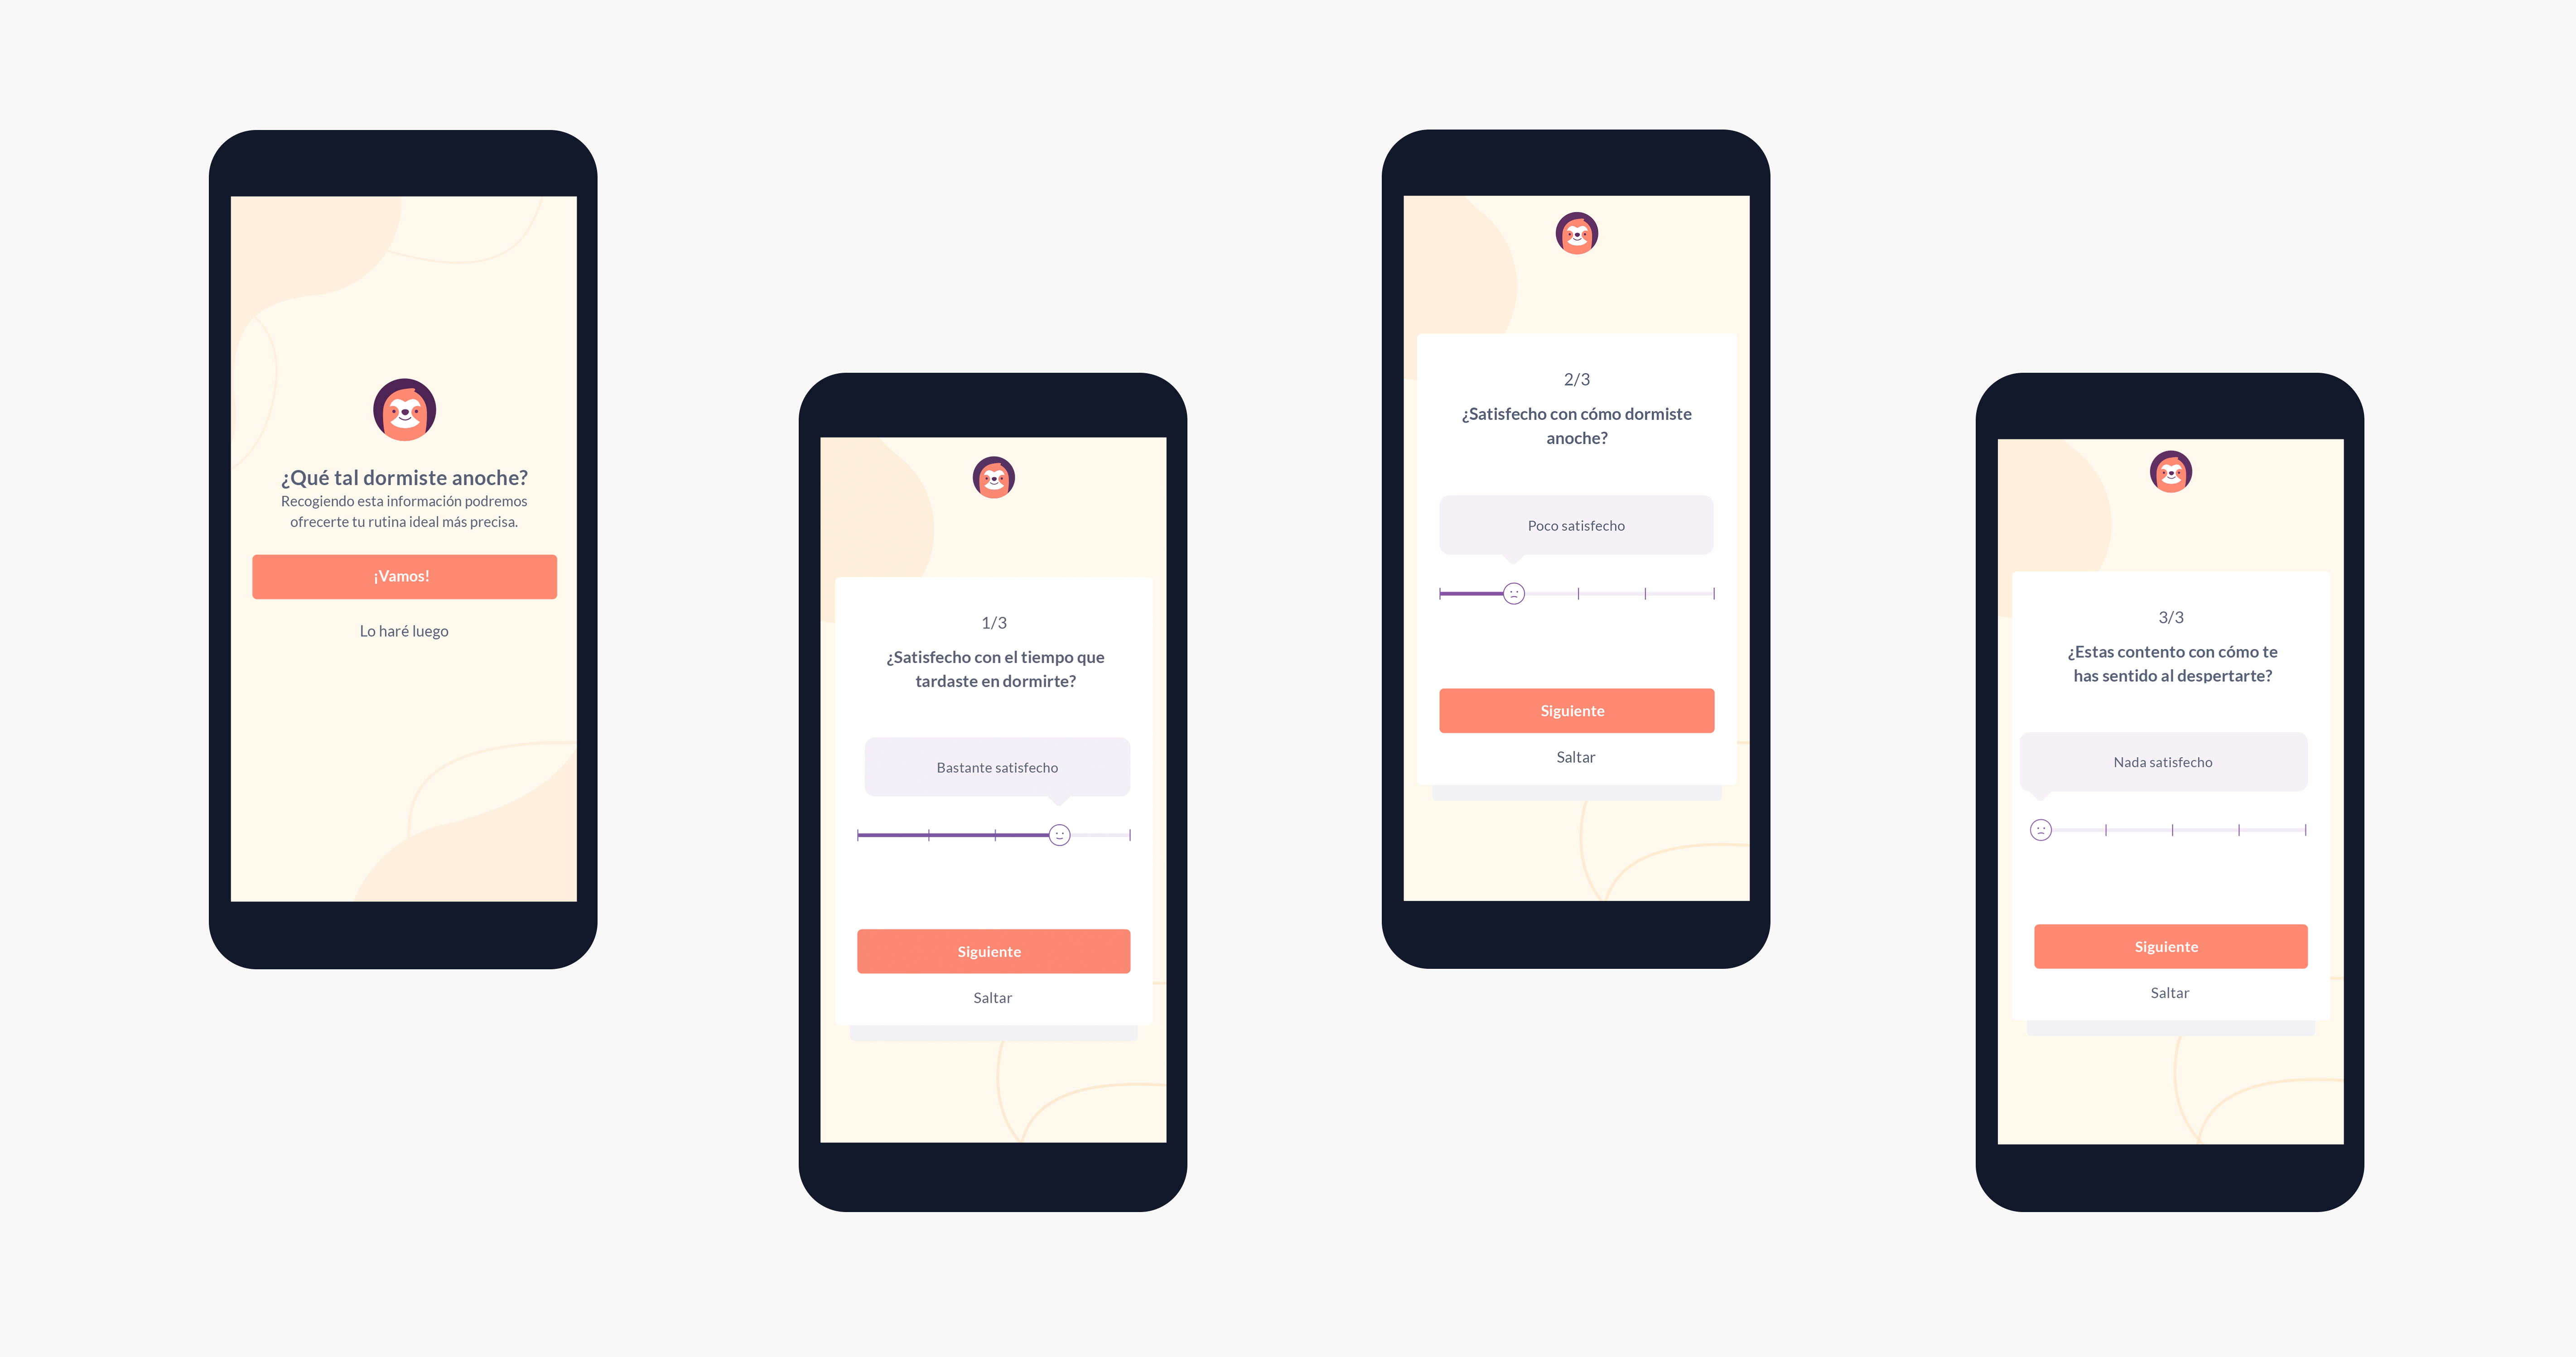 ¿Qué tal dormiste anoche?
Recogiendo esta información podremos
ofrecerte tu rutina ideal más precisa.
¡Vamos!
Lo haré luego
1/3
¿Satisfecho con el tiempo que
tardaste en dormirte?
Bastante satisfecho
Siguiente
Saltar
2/3
¿Satisfecho con cómo dormiste
anoche?
Poco satisfecho
Siguiente
Saltar
3/3
¿Estas contento con cómo te
has sentido al despertarte?
Nada satisfecho
Siguiente
Saltar